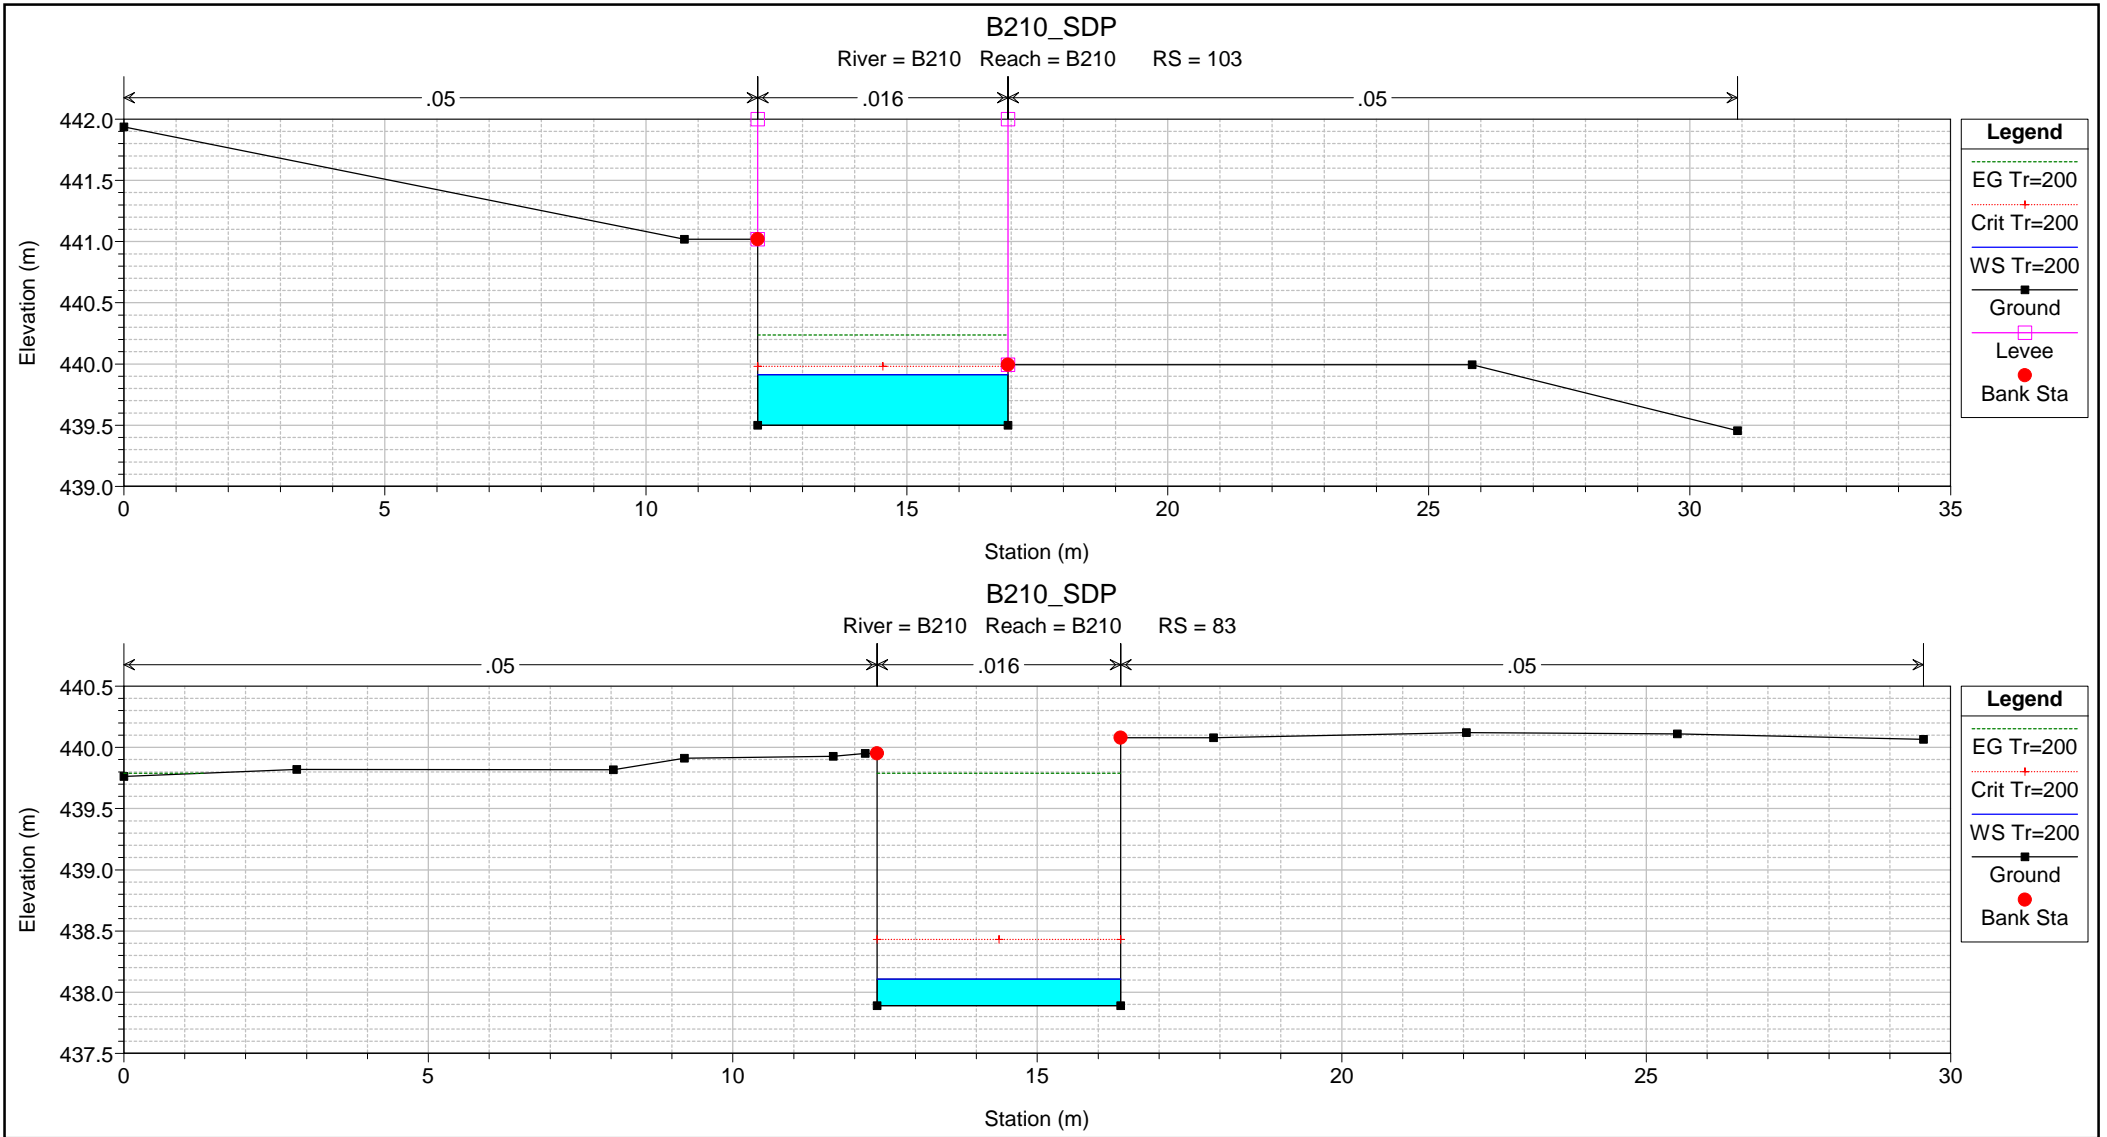 B210_SDP
River = B210 Reach = B210 RS = 103
.05 .016 .05
442.0
441.5
441.0
440.5
440.0
439.5
439.0
Elevation (m)
0 5 10 15 20 25 30 35
Station (m)
Legend
EG Tr=200
Crit Tr=200
WS Tr=200
Ground
Levee
Bank Sta
B210_SDP
River = B210 Reach = B210 RS = 83
.05 .016 .05
440.5
440.0
439.5
439.0
438.5
438.0
437.5
Elevation (m)
0 5 10 15 20 25 30
Station (m)
Legend
EG Tr=200
Crit Tr=200
WS Tr=200
Ground
Bank Sta